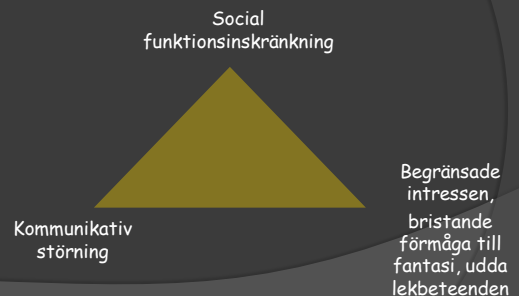 Social
funktionsinskränkning
Begränsade
intressen,
bristande
förmåga till
fantasi, udda
lekbeteenden
Kommunikativ
störning